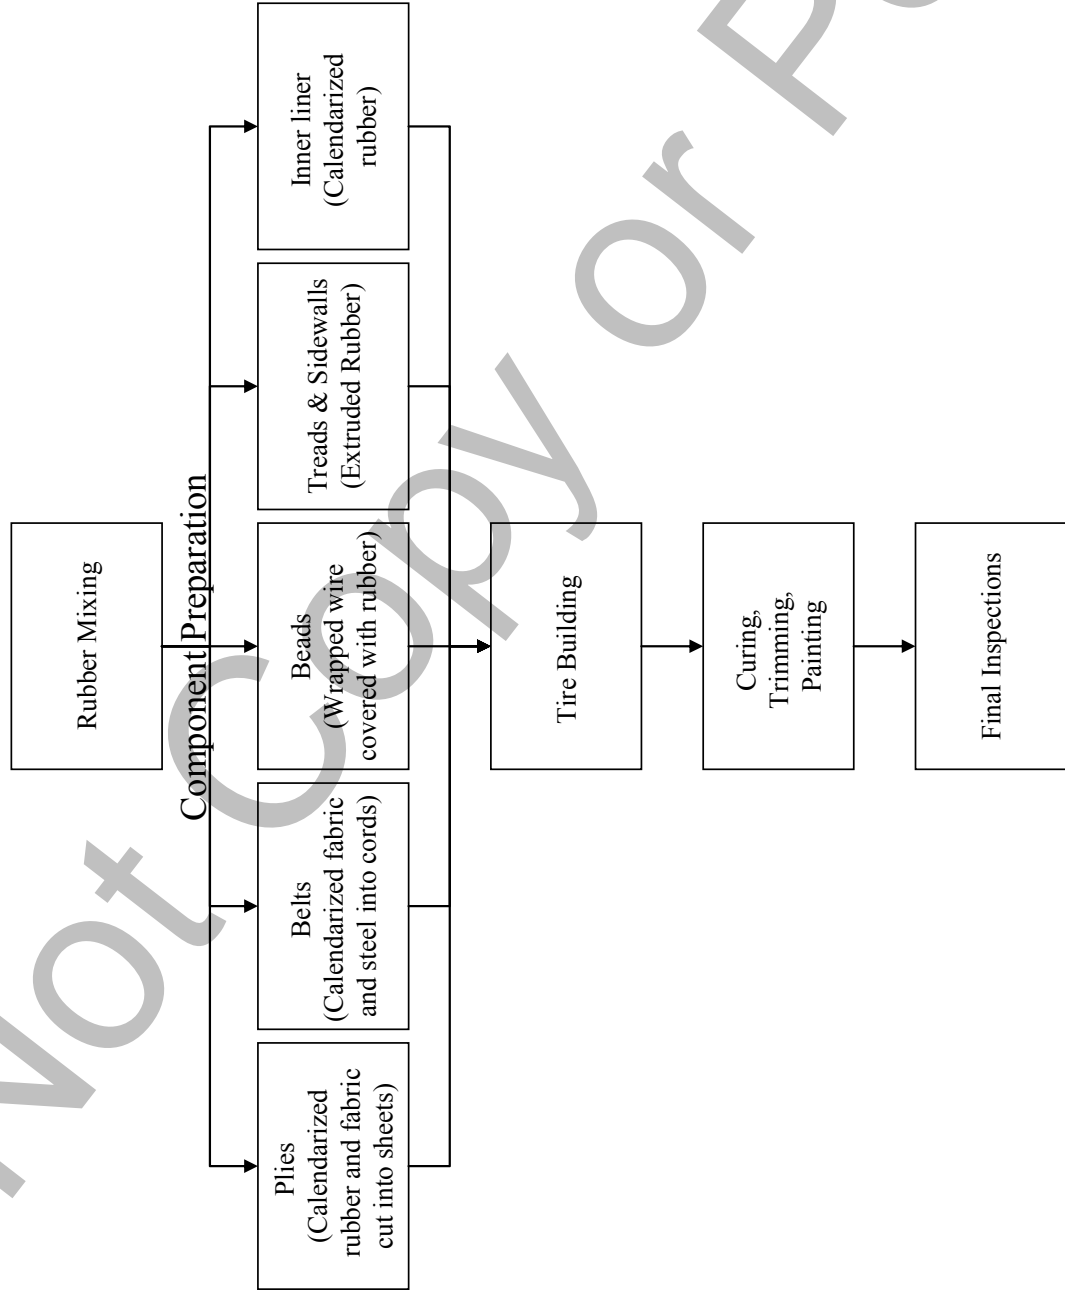 Rubber Mixing
Component Preparation
Plies
(Calendarized
rubber and fabric
cut into sheets)
Belts
(Calendarized fabric
and steel into cords)
Beads
(Wrapped wire
covered with rubber)
Treads & Sidewalls
(Extruded Rubber)
Inner liner
(Calendarized
rubber)
Tire Building
Curing,
Trimming,
Painting
Final Inspections
Not Copy or Po